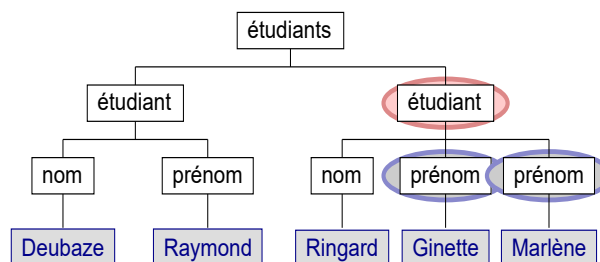 étudiants
étudiant étudiant
nom prénom nom prénom prénom
Deubaze Raymond Ringard Ginette Marlène